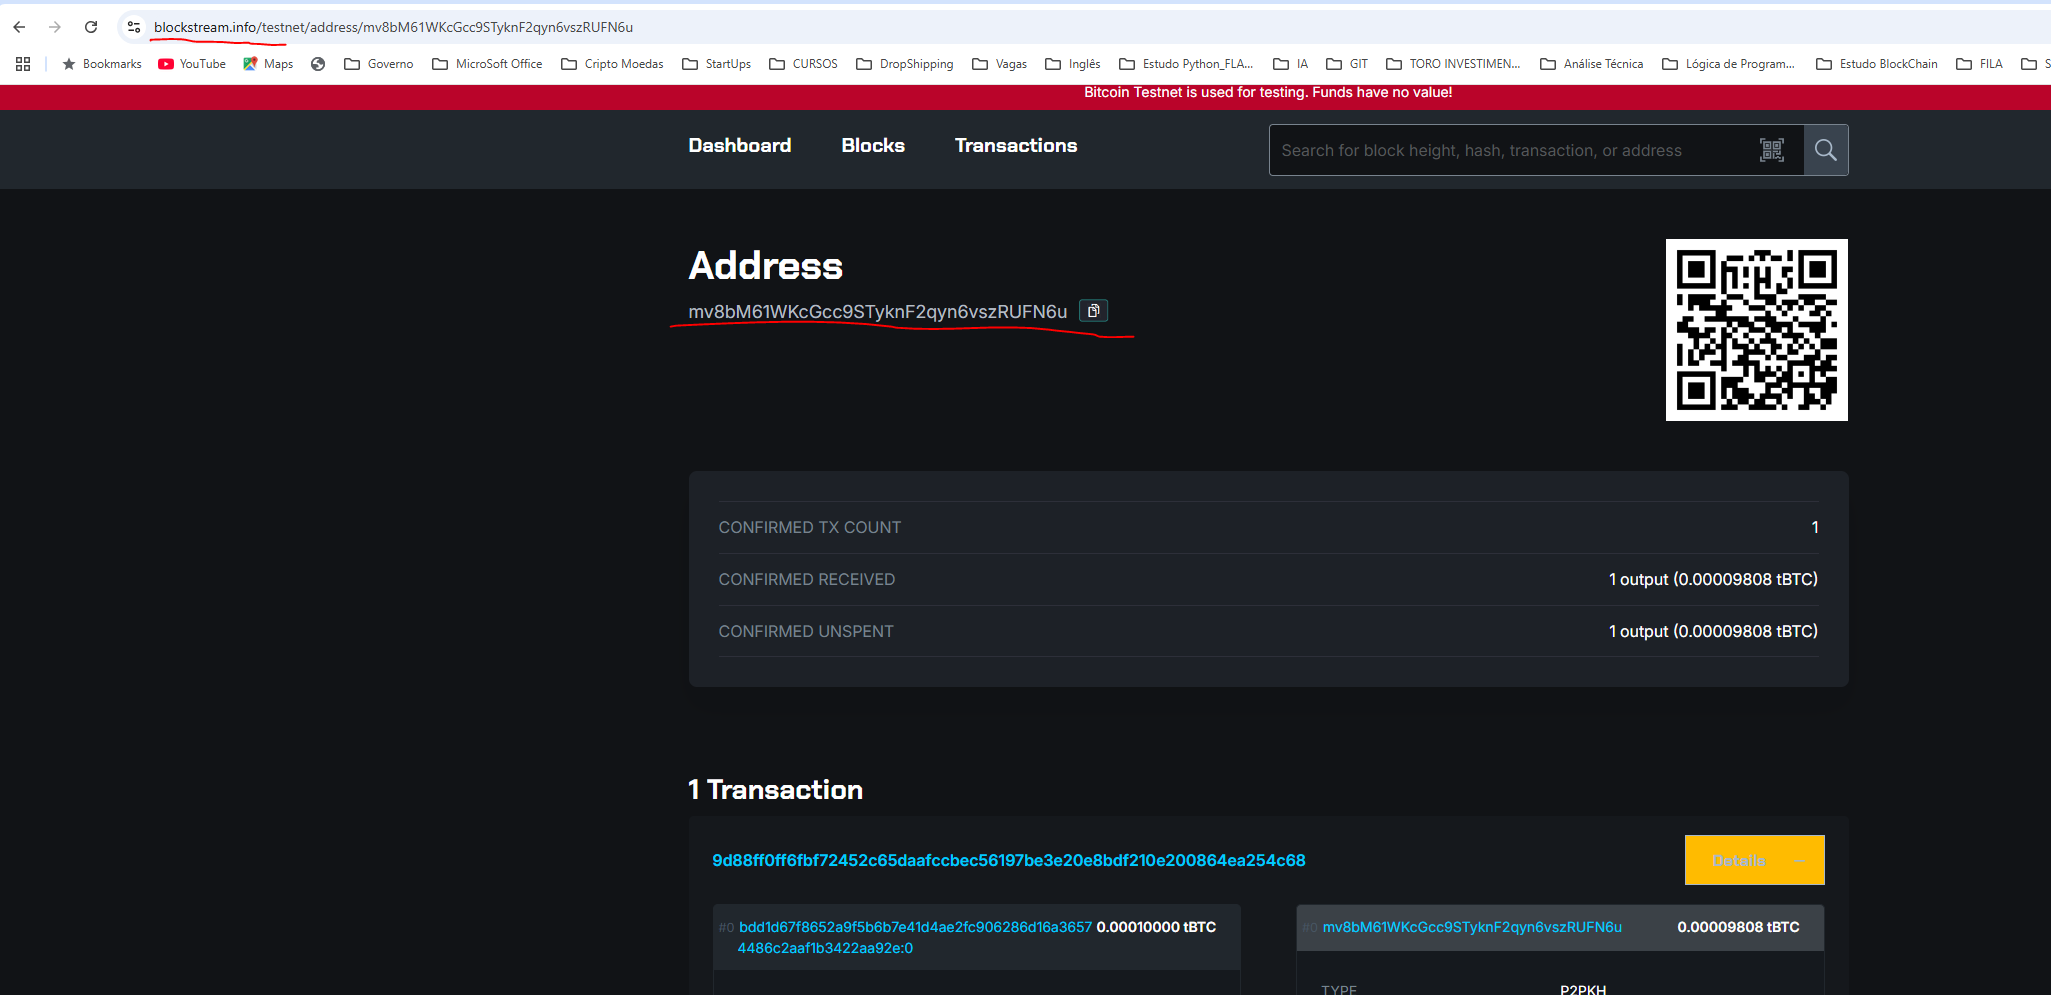 blockstream.info/testnet/address/mv8bM61WKcGcc9STyknF2qyn6vszRUFN6u
Bookmarks YouTube Maps Governo MicroSoft Office Cripto Moedas StartUps CURSOS DropShipping Vagas Inglês Estudo Python_FLA... IA GIT TORO INVESTIMEN... Análise Técnica Lógica de Program... Estudo BlockChain FILA S
Bitcoin Testnet is used for testing. Funds have no value!
Dashboard Blocks Transactions Search for block height, hash, transaction, or address
Address
mv8bM61WKcGcc9STyknF2qyn6vszRUFN6u
CONFIRMED TX COUNT 1
CONFIRMED RECEIVED 1 output (0.00009808 tBTC)
CONFIRMED UNSPENT 1 output (0.00009808 tBTC)
1 Transaction
9d88ff0ff6fbf72452c65daafccbec56197be3e20e8bdf210e200864ea254c68 Details
#0 bdd1d67f8652a9f5b6b7e41d4ae2fc906286d16a3657 0.00010000 tBTC
4486c2aaf1b3422aa92e:0
#0 mv8bM61WKcGcc9STyknF2qyn6vszRUFN6u 0.00009808 tBTC
TYPE P2PKH